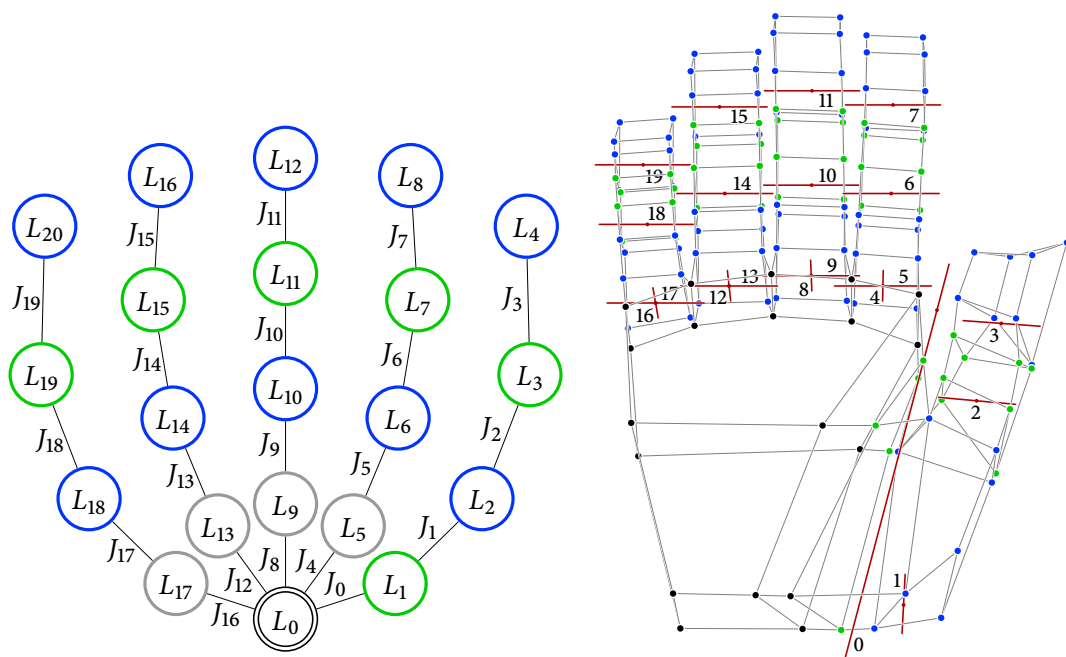 L₁₂
L₁₆
L₈
L₂₀
L₄
J₁₁
J₁₅
J₇
J₁₉
J₃
L₁₁
L₁₅
L₇
L₁₉
L₃
J₁₀
J₁₄
J₆
J₁₈
J₂
L₁₀
L₁₄
L₆
L₁₈
L₂
J₉
J₁₃
J₅
J₁₇
J₁
L₉
L₁₃
L₅
L₁₇
L₁
J₈
J₁₂
J₄
J₀
J₁₆
L₀
11
15
7
19
14
10
6
18
17
13
9
5
16
12
8
4
3
2
1
0